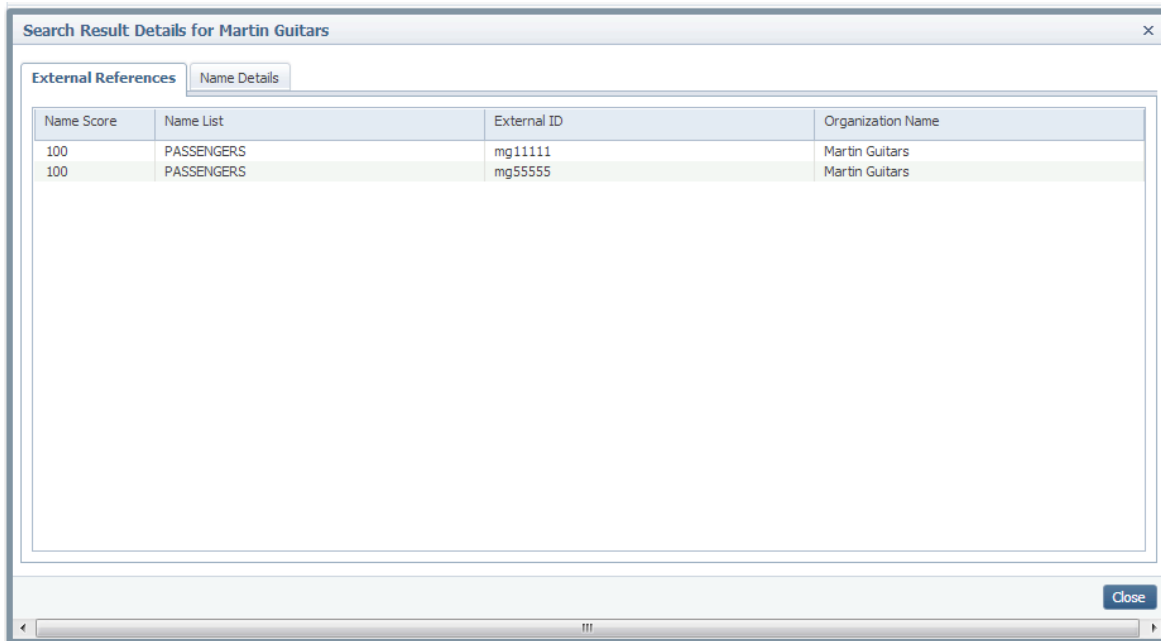 Search Result Details for Martin Guitars
External References Name Details
Name Score Name List External ID Organization Name
100 PASSENGERS mg11111 Martin Guitars
100 PASSENGERS mg55555 Martin Guitars
Close